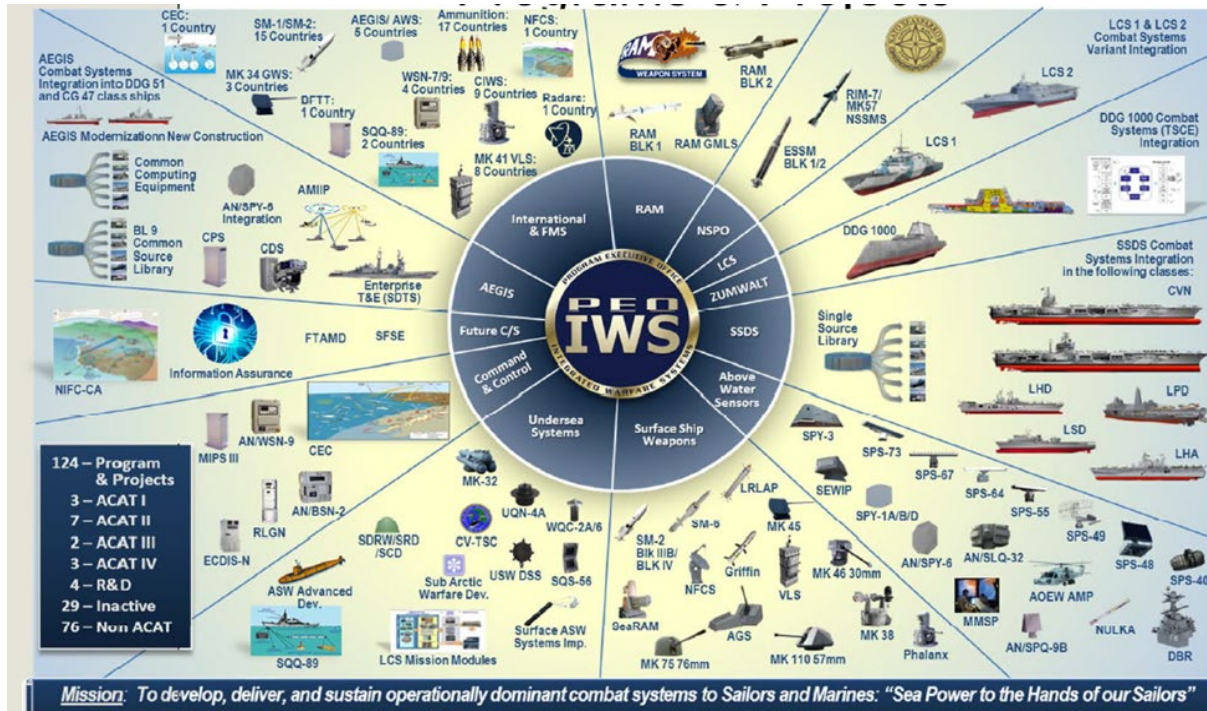 CEC:
1 Country
SM-1/SM-2:
15 Countries
AEGIS/ AWS:
5 Countries
Ammunition:
17 Countries
NFCS:
1 Country
MK 34 GWS:
3 Countries
WSN-7/9:
4 Countries
CIWS:
9 Countries
BFTT:
1 Country
Radars:
1 Country
SQQ-89:
2 Countries
MK 41 VLS:
8 Countries
RAM
WEAPON SYSTEM
RAM
BLK 2
RAM
BLK 1
RAM GMLS
RIM-7/
MK57
NSSMS
ESSM
BLK 1/2
LCS 1 & LCS 2
Combat Systems
Variant Integration
LCS 2
LCS 1
DDG 1000 Combat
Systems (TSCE)
Integration
DDG 1000
SSDS Combat
Systems Integration
in the following classes:
CVN
Single
Source
Library
LHD
LPD
LSD
LHA
AEGIS
Combat Systems
Integration into DDG 51
and CG 47 class ships
AEGIS Modernization New Construction
Common
Computing
Equipment
AN/SPY-6
Integration
AMIIP
BL 9
Common
Source
Library
CPS
CDS
Enterprise
T&E (SDTS)
NIFC-CA
Information Assurance
FTAMD
SFSE
International
& FMS
RAM
NSPO
LCS
ZUMWALT
SSDS
Above
Water
Sensors
Surface Ship
Weapons
Undersea
Systems
Command
& Control
Future C/S
AEGIS
PROGRAM EXECUTIVE OFFICE
PEO
IWS
INTEGRATED WARFARE SYSTEMS
MIPS III
AN/WSN-9
CEC
RLGN
AN/BSN-2
ECDIS-N
124 – Program
& Projects
3 – ACAT I
7 – ACAT II
2 – ACAT III
3 – ACAT IV
4 – R&D
29 – Inactive
76 – Non ACAT
MK-32
UQN-4A
WQC-2A/6
SDRW/SRD
/SCD
CV-TSC
USW DSS
SQS-56
ASW Advanced
Dev.
Sub Arctic
Warfare Dev.
SQQ-89
LCS Mission Modules
Surface ASW
Systems Imp.
LRLAP
SM-6
SM-2
Blk IIIB/
BLK IV
MK 45
Griffin
NFCS
VLS
MK 46 30mm
SeaRAM
AGS
MK 38
Phalanx
MK 75 76mm
MK 110 57mm
SPY-3
SPS-73
SPS-67
SEWIP
SPS-64
SPY-1A/B/D
SPS-55
SPS-49
AN/SPY-6
AN/SLQ-32
SPS-48
SPS-40
AOEW AMP
MMSP
NULKA
AN/SPQ-9B
DBR
Mission: To develop, deliver, and sustain operationally dominant combat systems to Sailors and Marines: “Sea Power to the Hands of our Sailors”